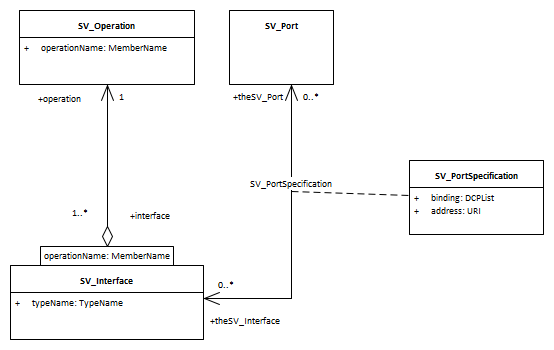 SV_Operation
+ operationName: MemberName
SV_Port
+operation 1
+theSV_Port 0..*
SV_PortSpecification
SV_PortSpecification
+ binding: DCPList
+ address: URI
1..* +interface
operationName: MemberName
SV_Interface
+ typeName: TypeName
0..*
+theSV_Interface